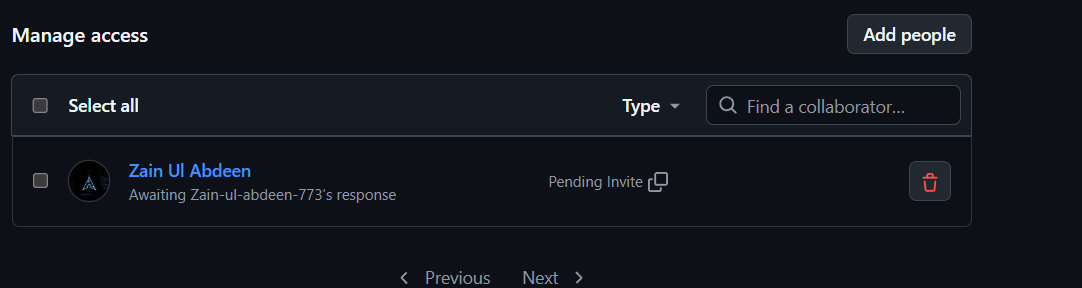 Manage access
Add people
Select all
Type
Find a collaborator...
Zain Ul Abdeen
Awaiting Zain-ul-abdeen-773's response
Pending Invite
Previous
Next